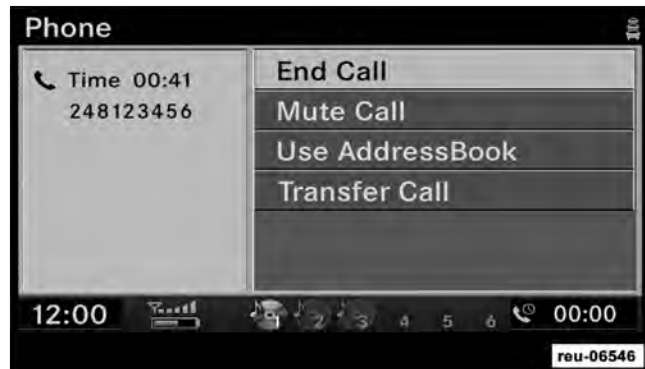 Phone
Time 00:41
248123456
End Call
Mute Call
Use AddressBook
Transfer Call
12:00 1 2 3 4 5 6 00:00
reu-06546